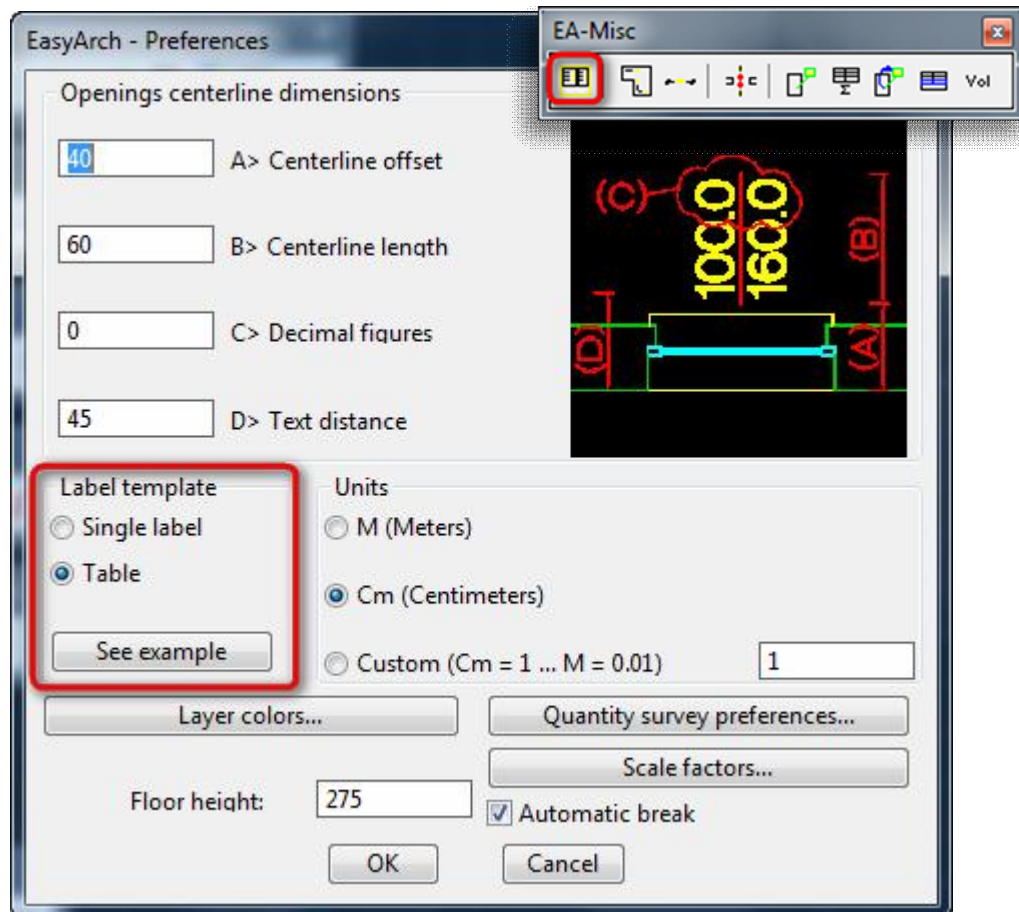 EasyArch - Preferences
EA-Misc
Vol
Openings centerline dimensions
40
A> Centerline offset
60
B> Centerline length
0
C> Decimal figures
45
D> Text distance
(C)
100.0
160.0
(B)
(D)
(A)
Label template
Single label
Table
See example
Units
M (Meters)
Cm (Centimeters)
Custom (Cm = 1 ... M = 0.01)
1
Layer colors...
Quantity survey preferences...
Scale factors...
Floor height:
275
Automatic break
OK
Cancel